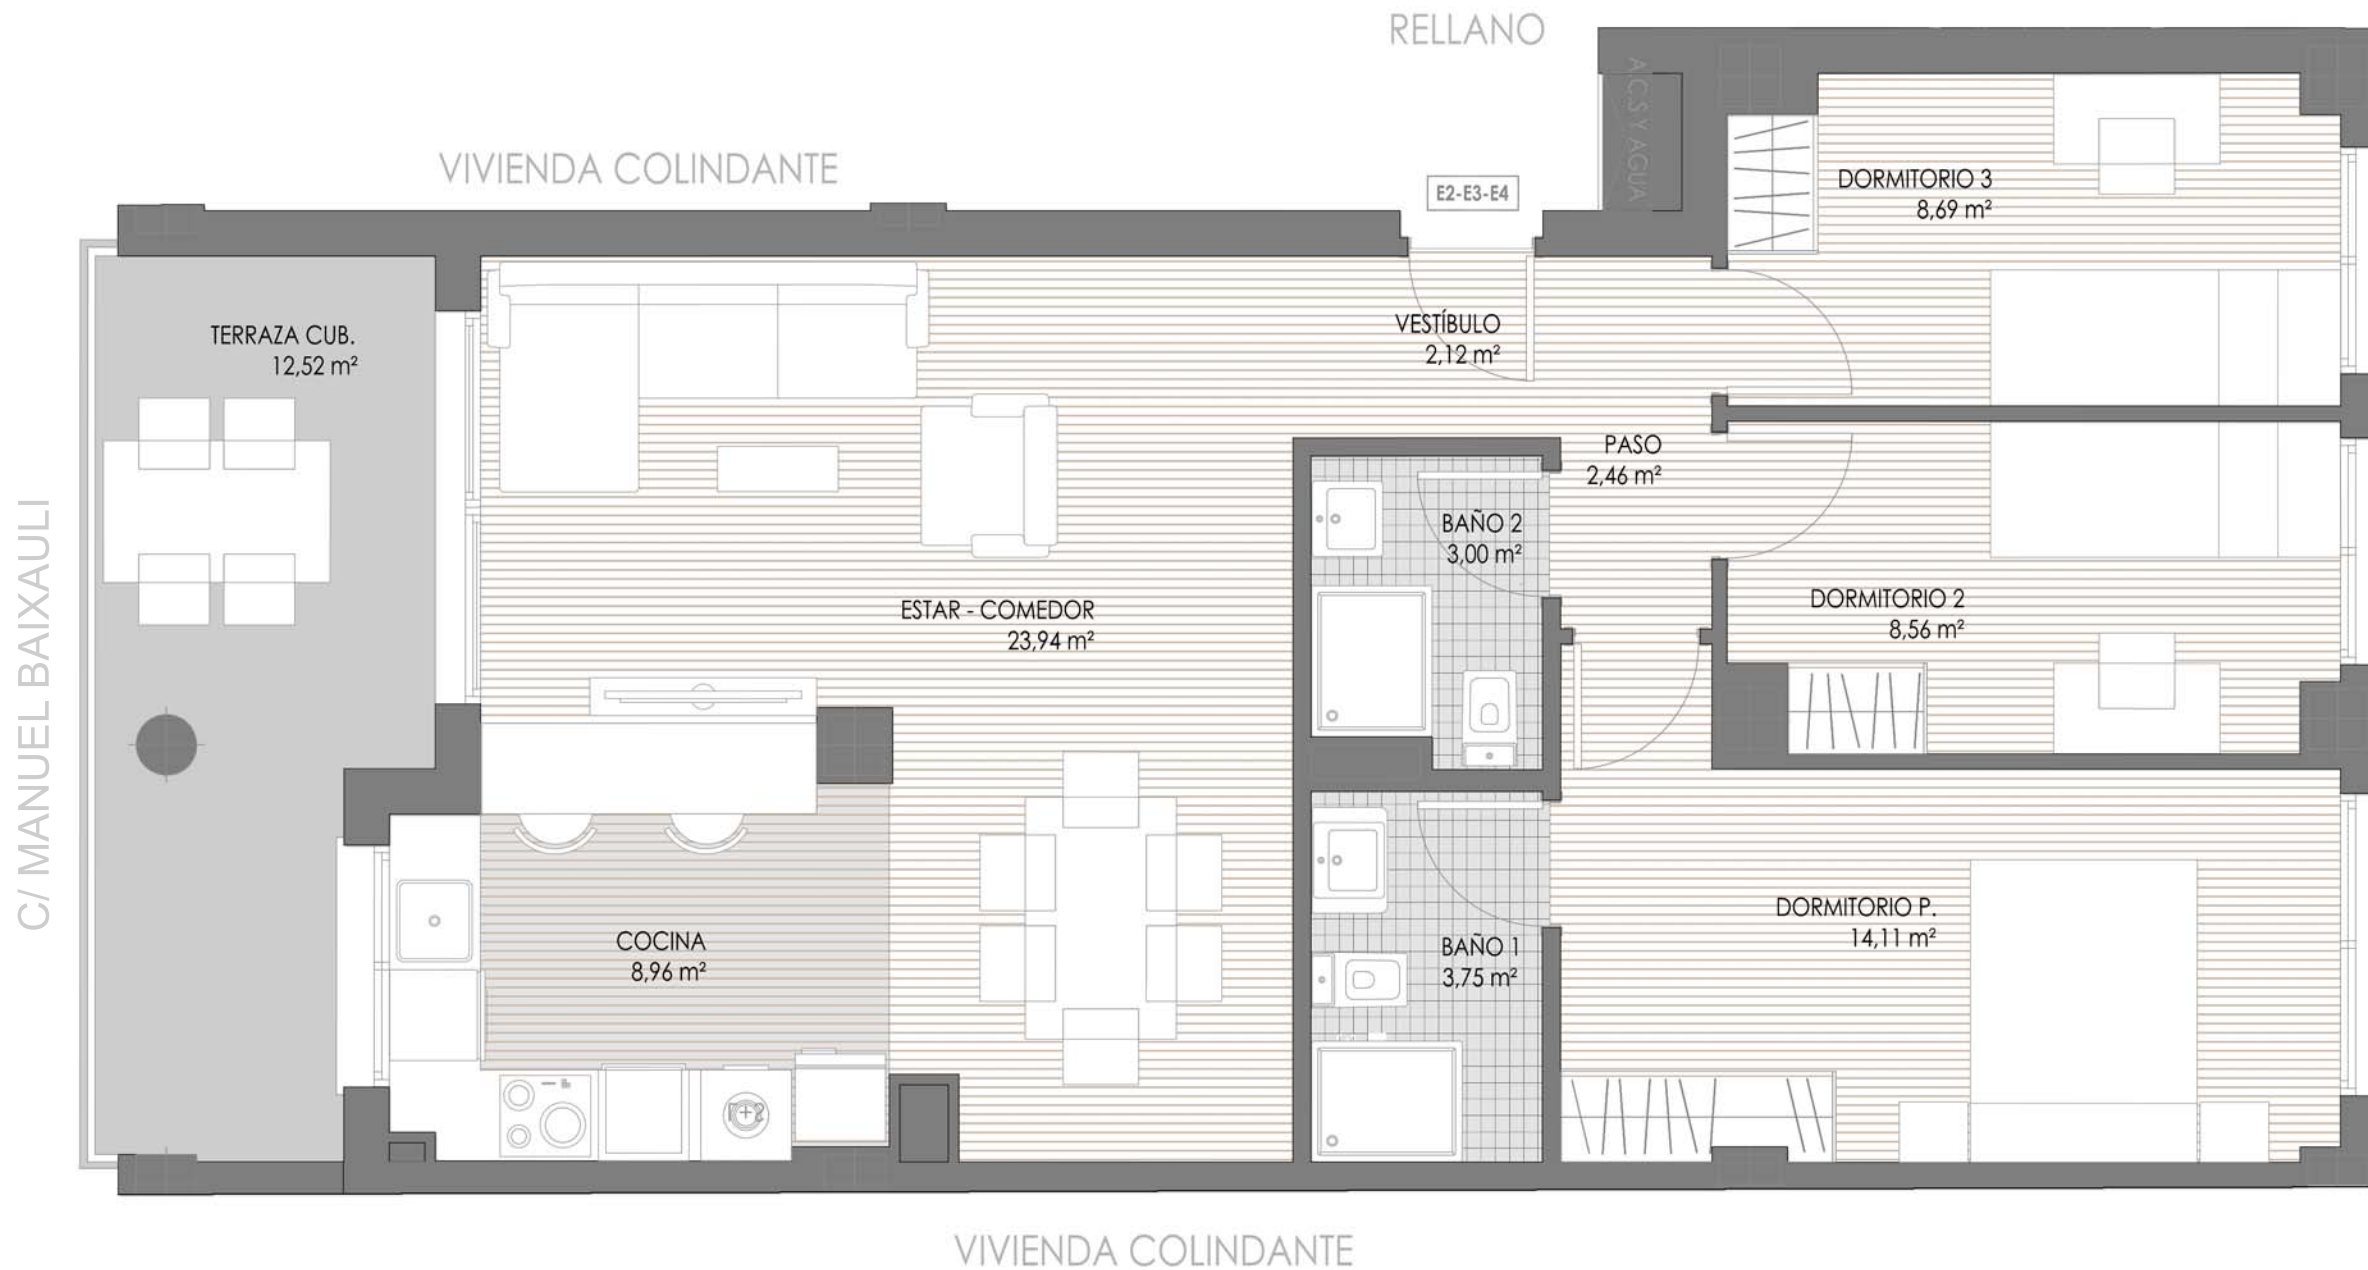 RELLANO
VIVIENDA COLINDANTE
A.C.S Y AGUA
E2-E3-E4
DORMITORIO 3
8,69 m²
TERRAZA CUB.
12,52 m²
VESTÍBULO
2,12 m²
PASO
2,46 m²
BAÑO 2
3,00 m²
ESTAR - COMEDOR
23,94 m²
DORMITORIO 2
8,56 m²
C/ MANUEL BAIXAULI
COCINA
8,96 m²
BAÑO 1
3,75 m²
DORMITORIO P.
14,11 m²
VIVIENDA COLINDANTE